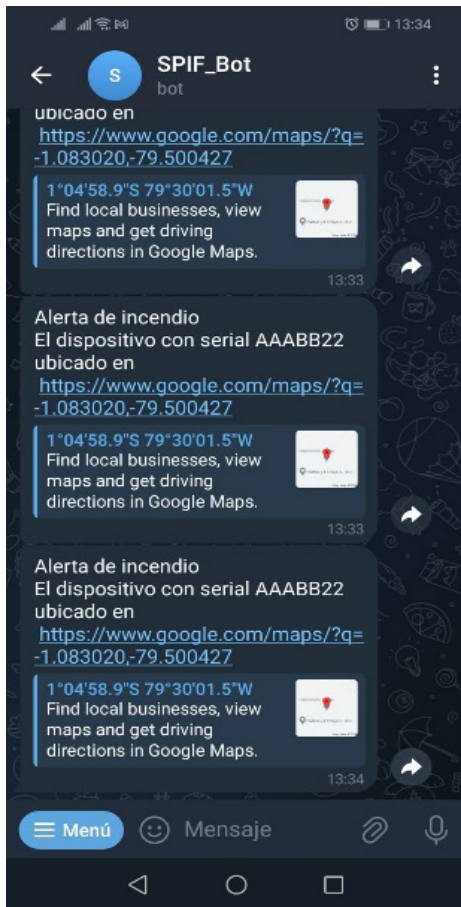 13:34
S
SPIF_Bot
bot
ubicado en
https://www.google.com/maps/?q=
-1.083020,-79.500427
1°04'58.9"S 79°30'01.5"W
Find local businesses, view
maps and get driving
directions in Google Maps.
13:33
Alerta de incendio
El dispositivo con serial AAABB22
ubicado en
https://www.google.com/maps/?q=
-1.083020,-79.500427
1°04'58.9"S 79°30'01.5"W
Find local businesses, view
maps and get driving
directions in Google Maps.
13:33
Alerta de incendio
El dispositivo con serial AAABB22
ubicado en
https://www.google.com/maps/?q=
-1.083020,-79.500427
1°04'58.9"S 79°30'01.5"W
Find local businesses, view
maps and get driving
directions in Google Maps.
13:34
Menú
Mensaje